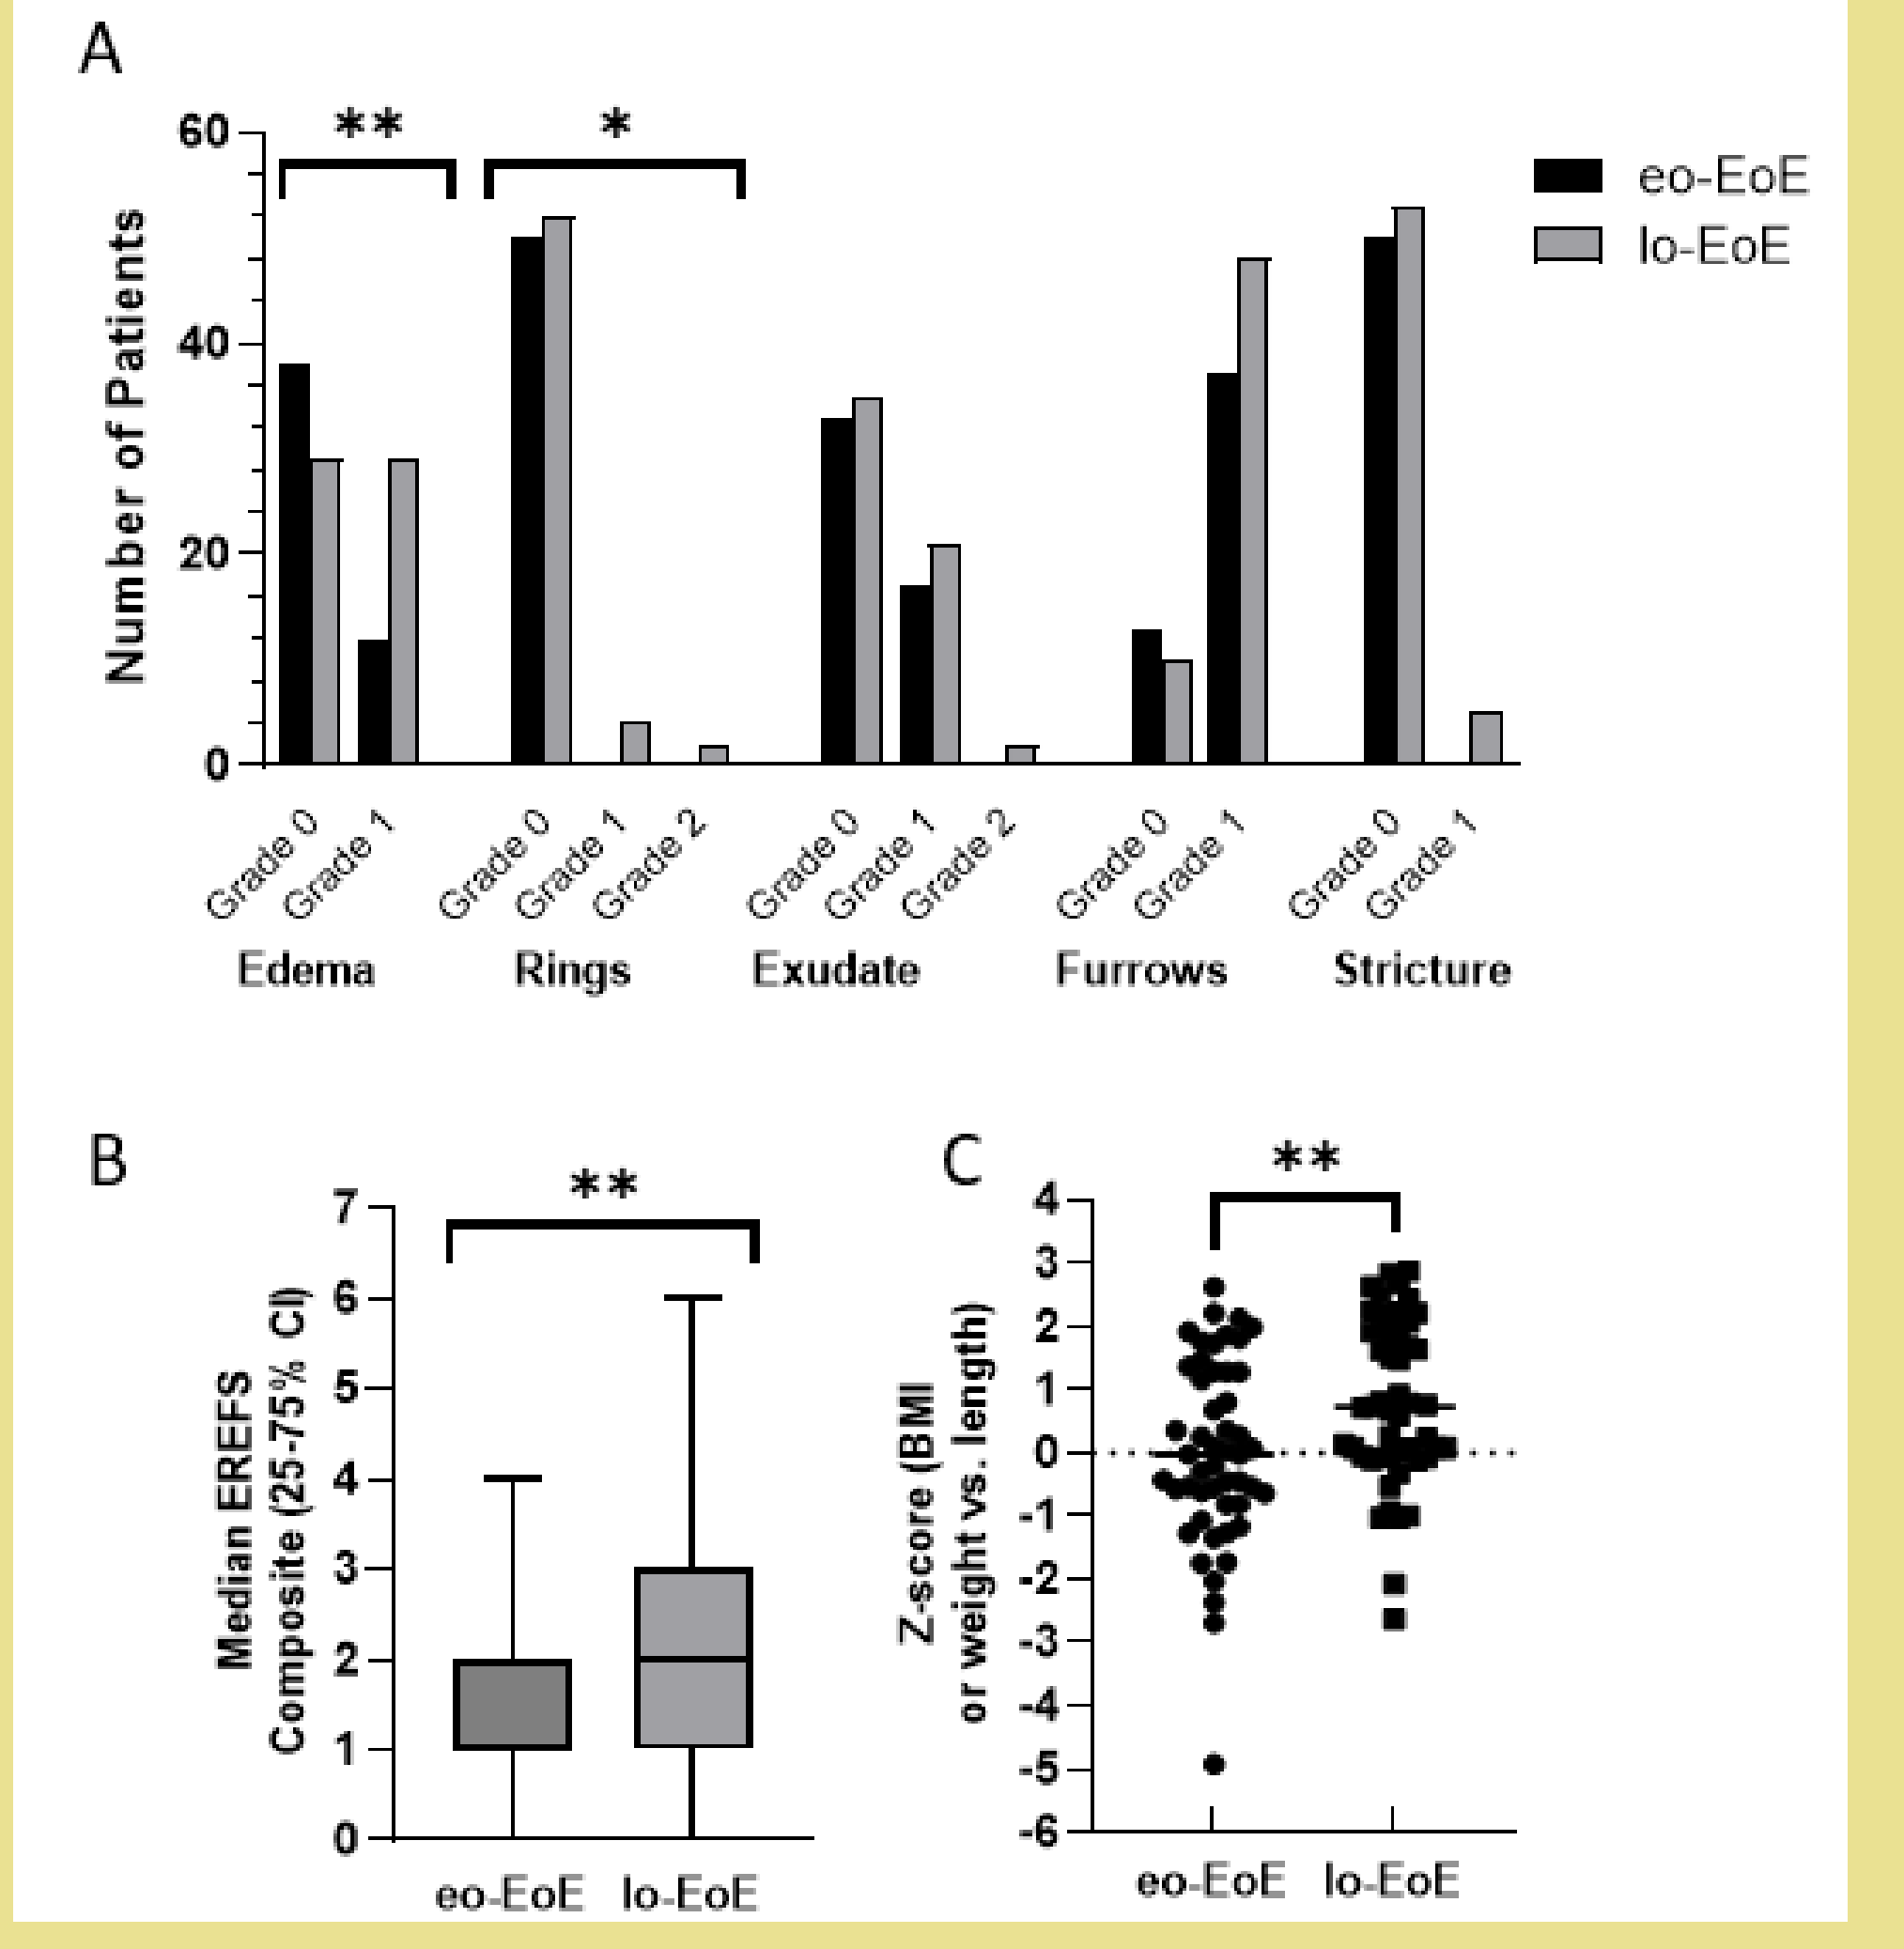 A
** *
60
40
20
0
Number of Patients
eo-EoE
lo-EoE
Grade 0 Grade 1 Grade 0 Grade 1 Grade 2 Grade 0 Grade 1 Grade 2 Grade 0 Grade 1 Grade 0 Grade 1
Edema Rings Exudate Furrows Stricture
B
**
7
6
5
4
3
2
1
0
Median EREFS
Composite (25-75% CI)
eo-EoE lo-EoE
C
**
4
3
2
1
0
-1
-2
-3
-4
-5
-6
Z-score (BMI
or weight vs. length)
eo-EoE lo-EoE